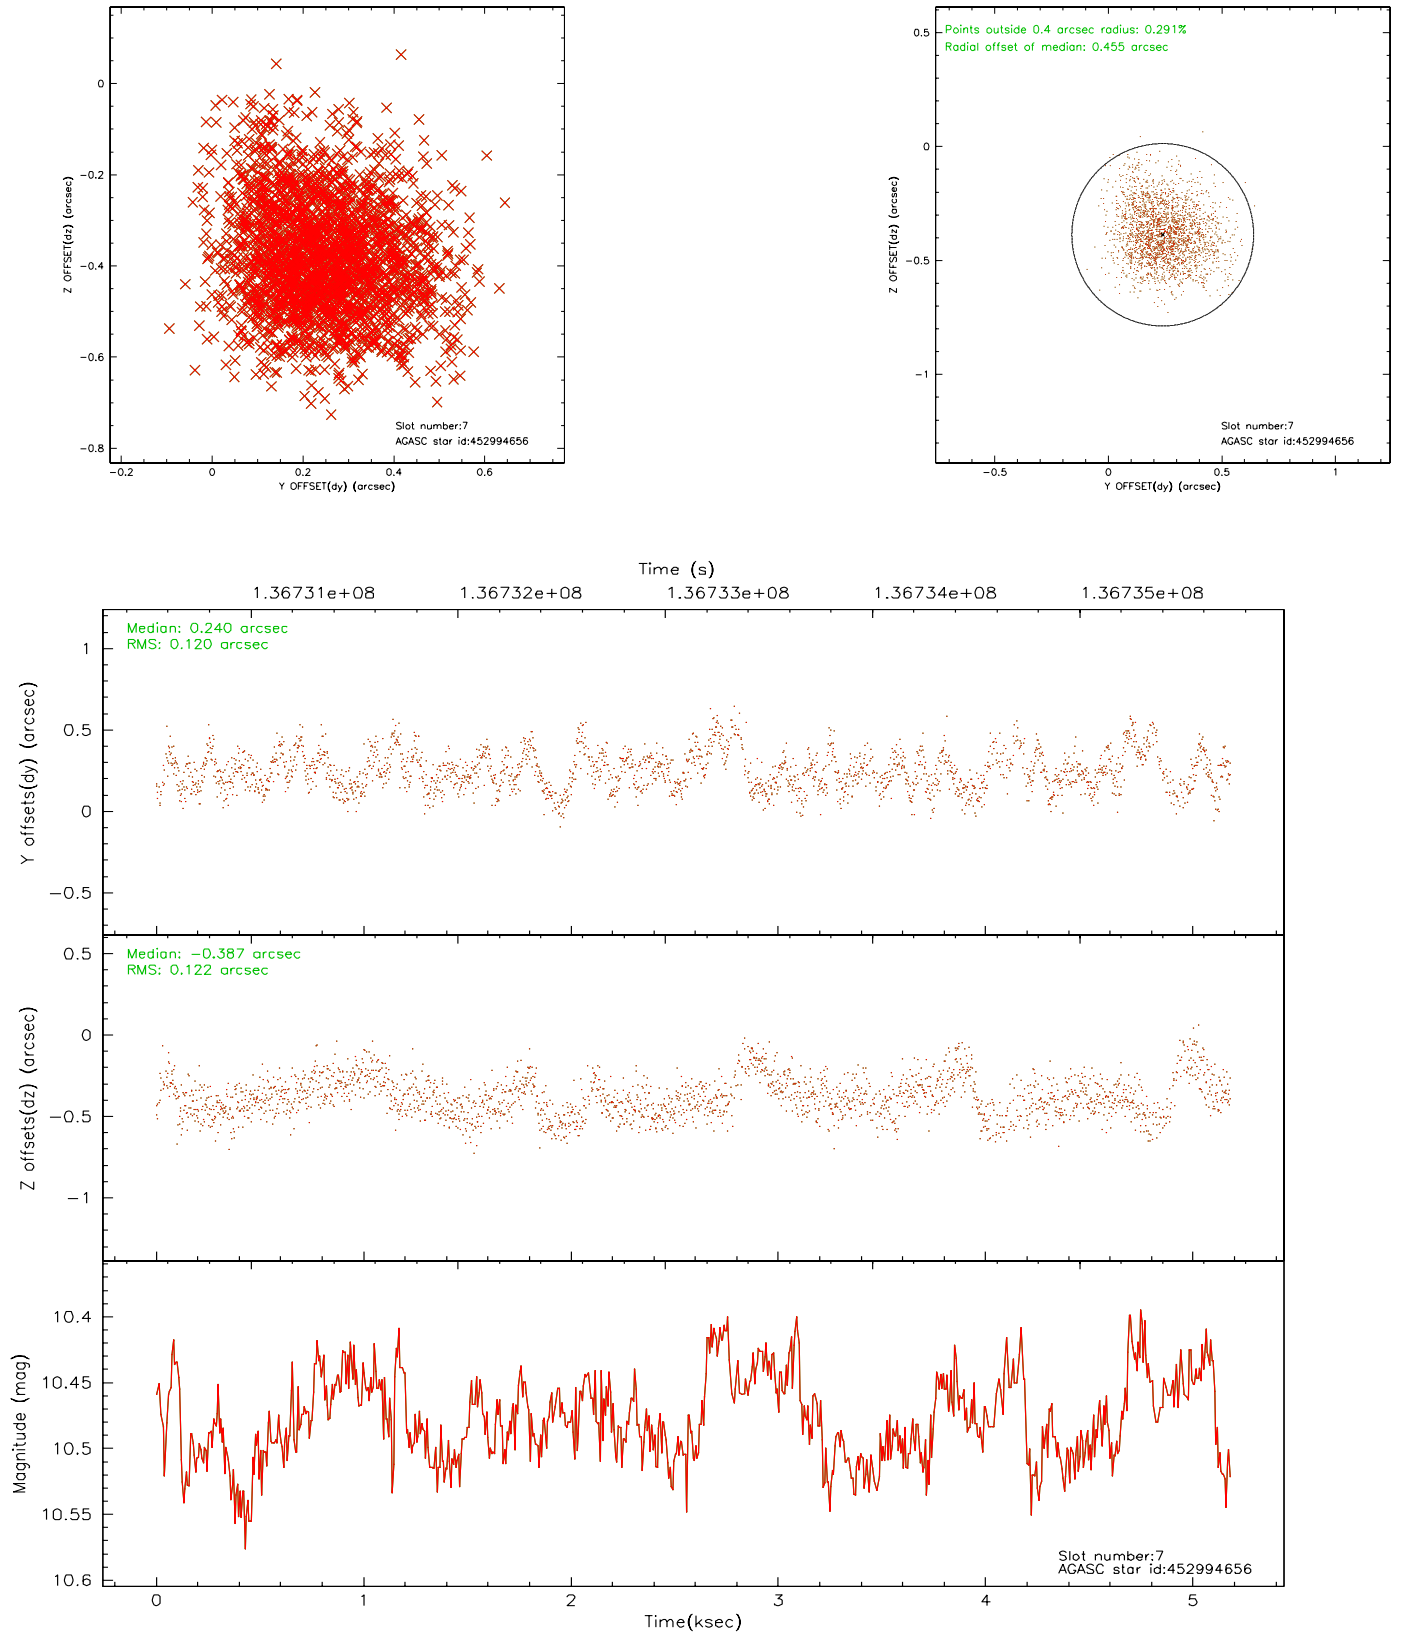 0
−0.2
−0.4
−0.6
−0.8
Z OFFSET(dz) (arcsec)
Slot number:7
AGASC star id:452994656
−0.2 0 0.2 0.4 0.6
Y OFFSET(dy) (arcsec)
Points outside 0.4 arcsec radius: 0.291%
Radial offset of median: 0.455 arcsec
0.5
0
−0.5
−1
Z OFFSET(dz) (arcsec)
Slot number:7
AGASC star id:452994656
−0.5 0 0.5 1
Y OFFSET(dy) (arcsec)
Time (s)
1.36731e+08 1.36732e+08 1.36733e+08 1.36734e+08 1.36735e+08
Median: 0.240 arcsec
RMS: 0.120 arcsec
1
0.5
0
−0.5
Y offsets(dy) (arcsec)
Median: −0.387 arcsec
RMS: 0.122 arcsec
0.5
0
−0.5
−1
Z offsets(dz) (arcsec)
10.4
10.45
10.5
10.55
10.6
Magnitude (mag)
Slot number:7
AGASC star id:452994656
0 1 2 3 4 5
Time(ksec)